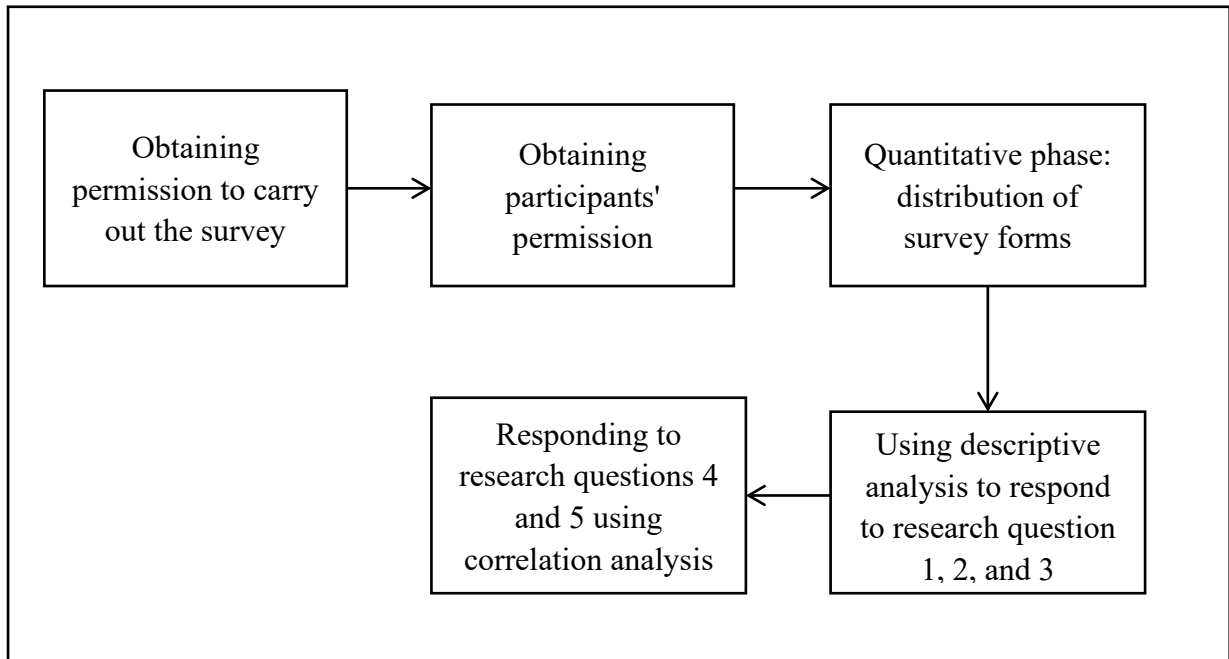 Obtaining
permission to carry
out the survey
Obtaining
participants'
permission
Quantitative phase:
distribution of
survey forms
Using descriptive
analysis to respond
to research question
1, 2, and 3
Responding to
research questions 4
and 5 using
correlation analysis